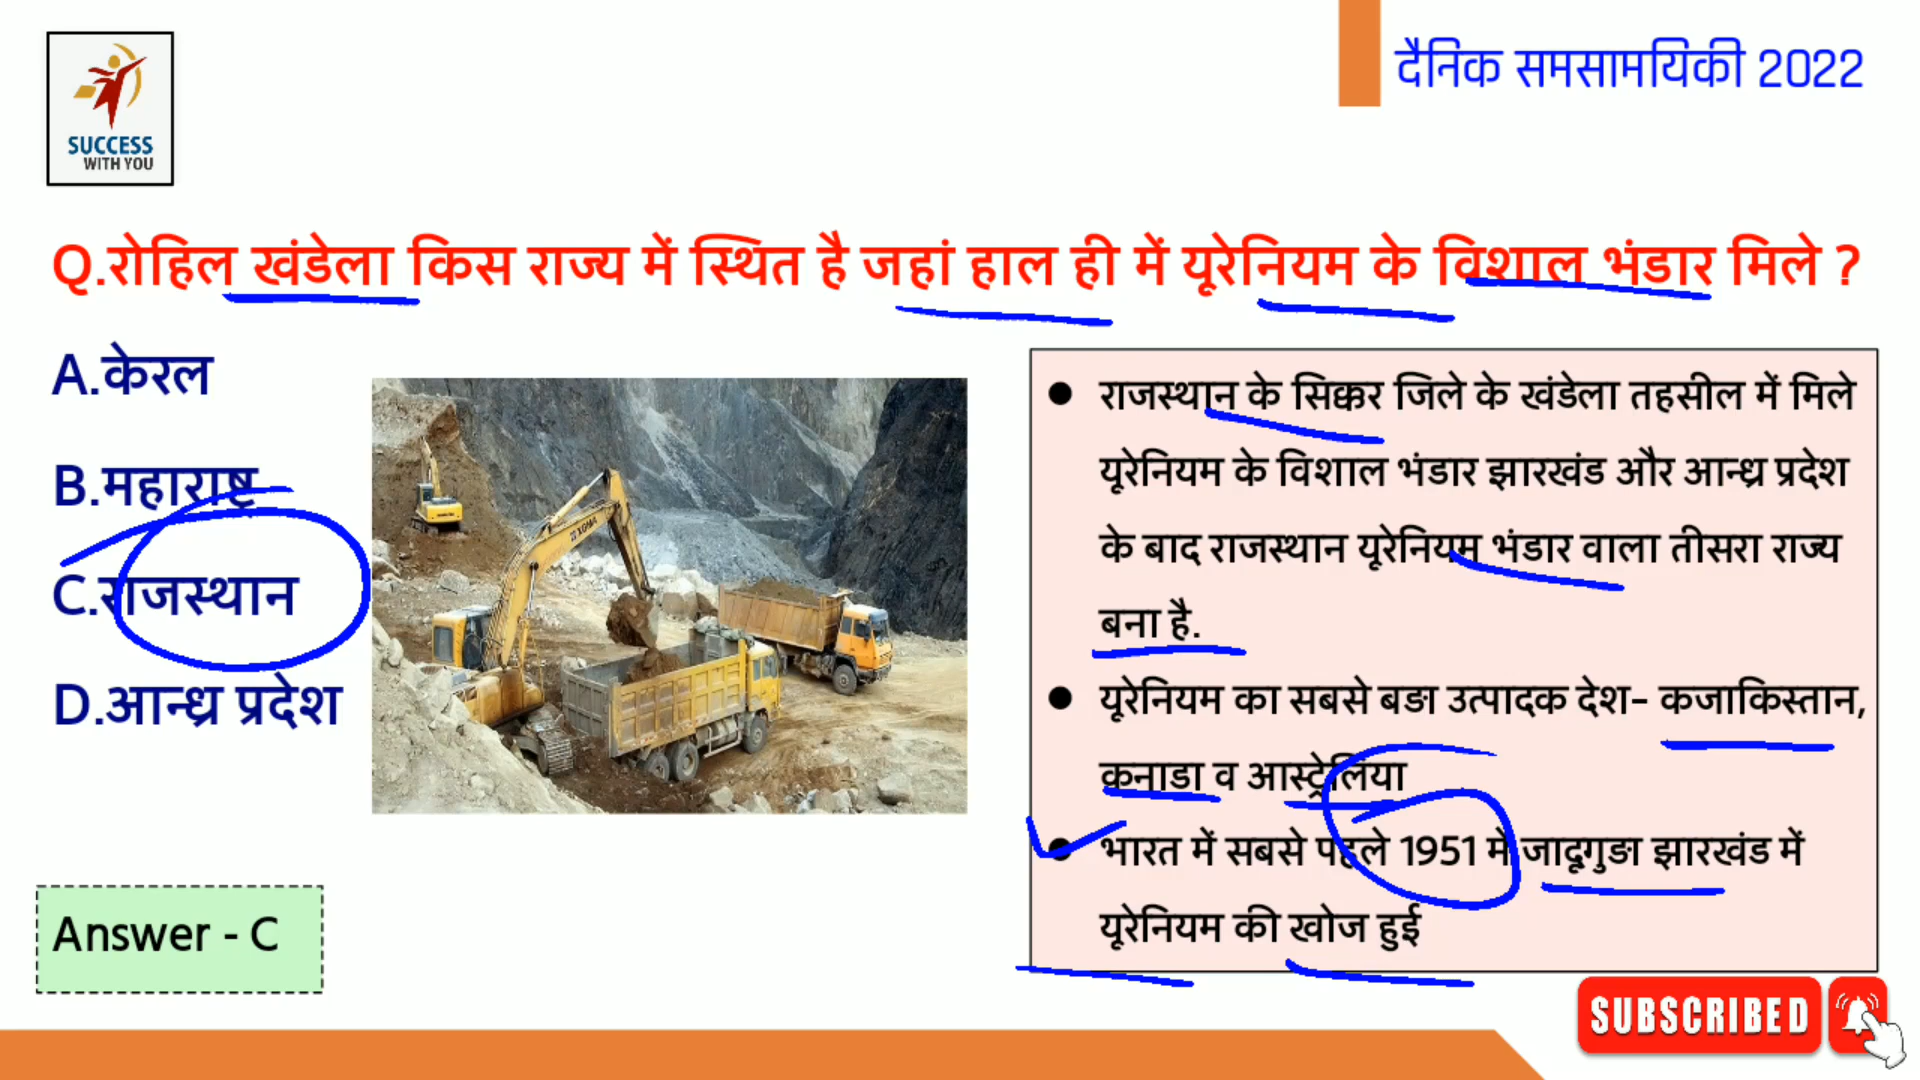 SUCCESS
WITH YOU
दैनिक समसामयिकी 2022
Q.रोहिल खंडेला किस राज्य में स्थित है जहां हाल ही में यूरेनियम के विशाल भंडार मिले ?
A.केरल
B.महाराष्ट्र
C.राजस्थान
D.आन्ध्र प्रदेश
Answer - C
XGMA
● राजस्थान के सिक्कर जिले के खंडेला तहसील में मिले
यूरेनियम के विशाल भंडार झारखंड और आन्ध्र प्रदेश
के बाद राजस्थान यूरेनियम भंडार वाला तीसरा राज्य
बना है.
● यूरेनियम का सबसे बडा उत्पादक देश- कजाकिस्तान,
कनाडा व आस्ट्रेलिया
● भारत में सबसे पहले 1951 मे जादूगुडा झारखंड में
यूरेनियम की खोज हुई
SUBSCRIBED